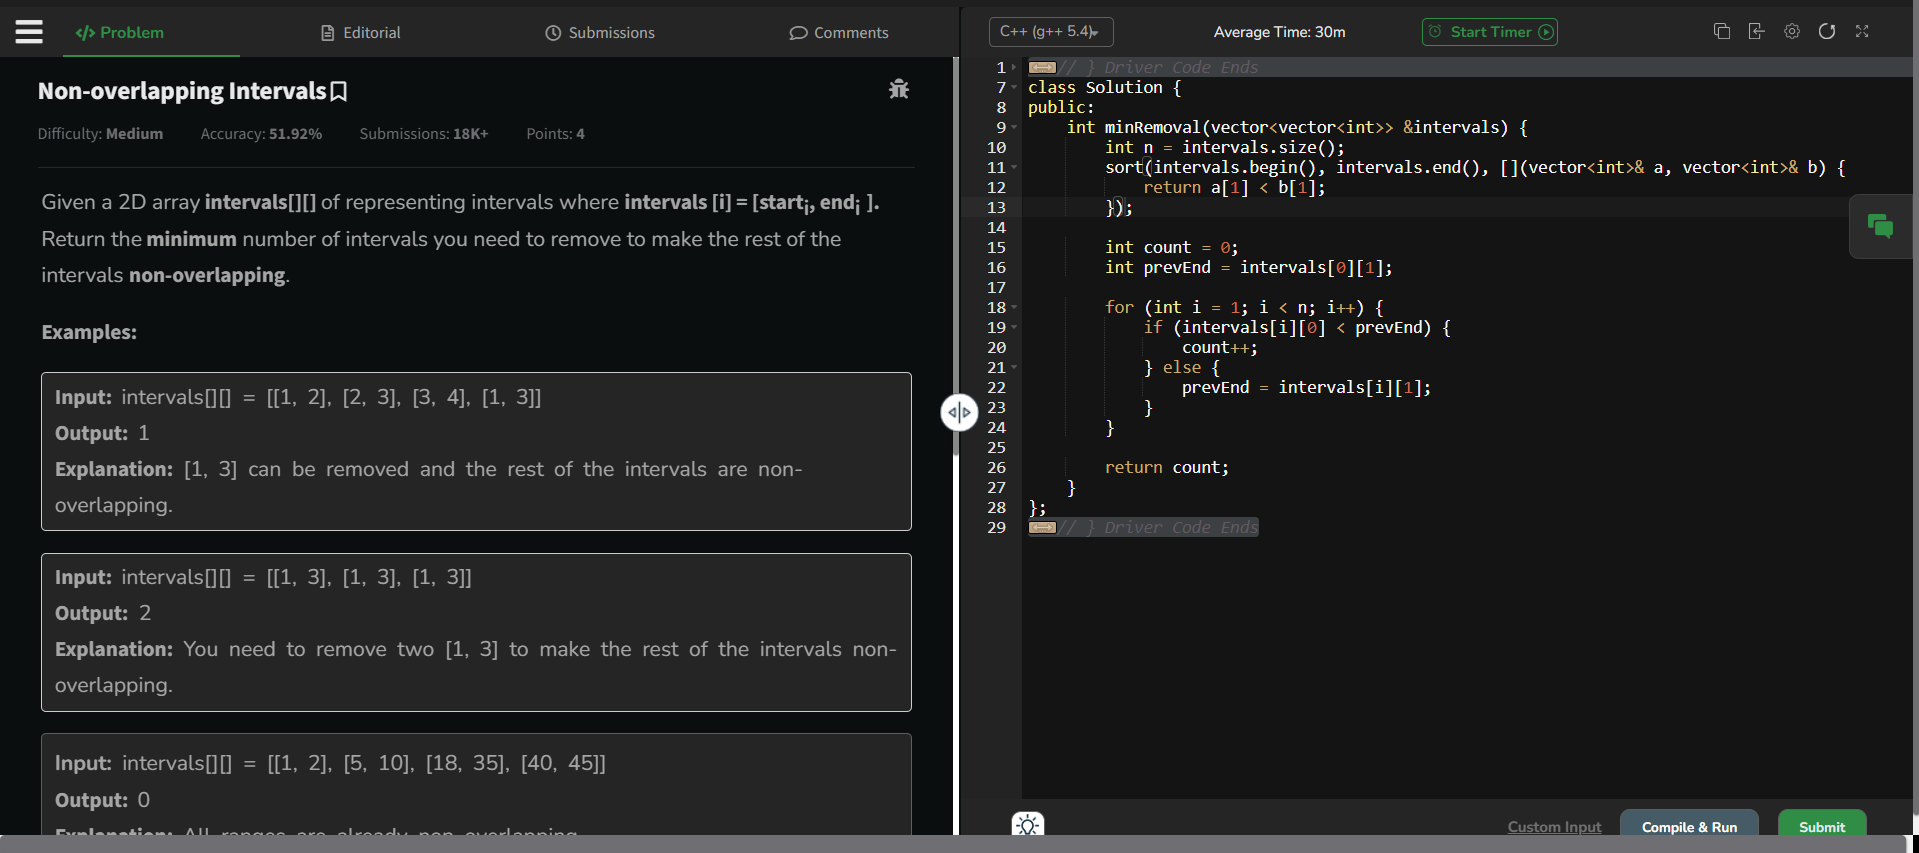 </> Problem
Editorial
Submissions
Comments
Non-overlapping Intervals
Difficulty: Medium Accuracy: 51.92% Submissions: 18K+ Points: 4
Given a 2D array intervals[][] of representing intervals where intervals [i] = [starti, endi ].
Return the minimum number of intervals you need to remove to make the rest of the
intervals non-overlapping.
Examples:
Input: intervals[][] = [[1, 2], [2, 3], [3, 4], [1, 3]]
Output: 1
Explanation: [1, 3] can be removed and the rest of the intervals are non-
overlapping.
Input: intervals[][] = [[1, 3], [1, 3], [1, 3]]
Output: 2
Explanation: You need to remove two [1, 3] to make the rest of the intervals non-
overlapping.
Input: intervals[][] = [[1, 2], [5, 10], [18, 35], [40, 45]]
Output: 0
Explanation: All ranges are already non overlapping.
C++ (g++ 5.4)
Average Time: 30m
Start Timer
1 // } Driver Code Ends
7 class Solution {
8 public:
9 int minRemoval(vector<vector<int>> &intervals) {
10 int n = intervals.size();
11 sort(intervals.begin(), intervals.end(), [](vector<int>& a, vector<int>& b) {
12 return a[1] < b[1];
13 });
14
15 int count = 0;
16 int prevEnd = intervals[0][1];
17
18 for (int i = 1; i < n; i++) {
19 if (intervals[i][0] < prevEnd) {
20 count++;
21 } else {
22 prevEnd = intervals[i][1];
23 }
24 }
25
26 return count;
27 }
28 };
29 // } Driver Code Ends
Custom Input
Compile & Run
Submit